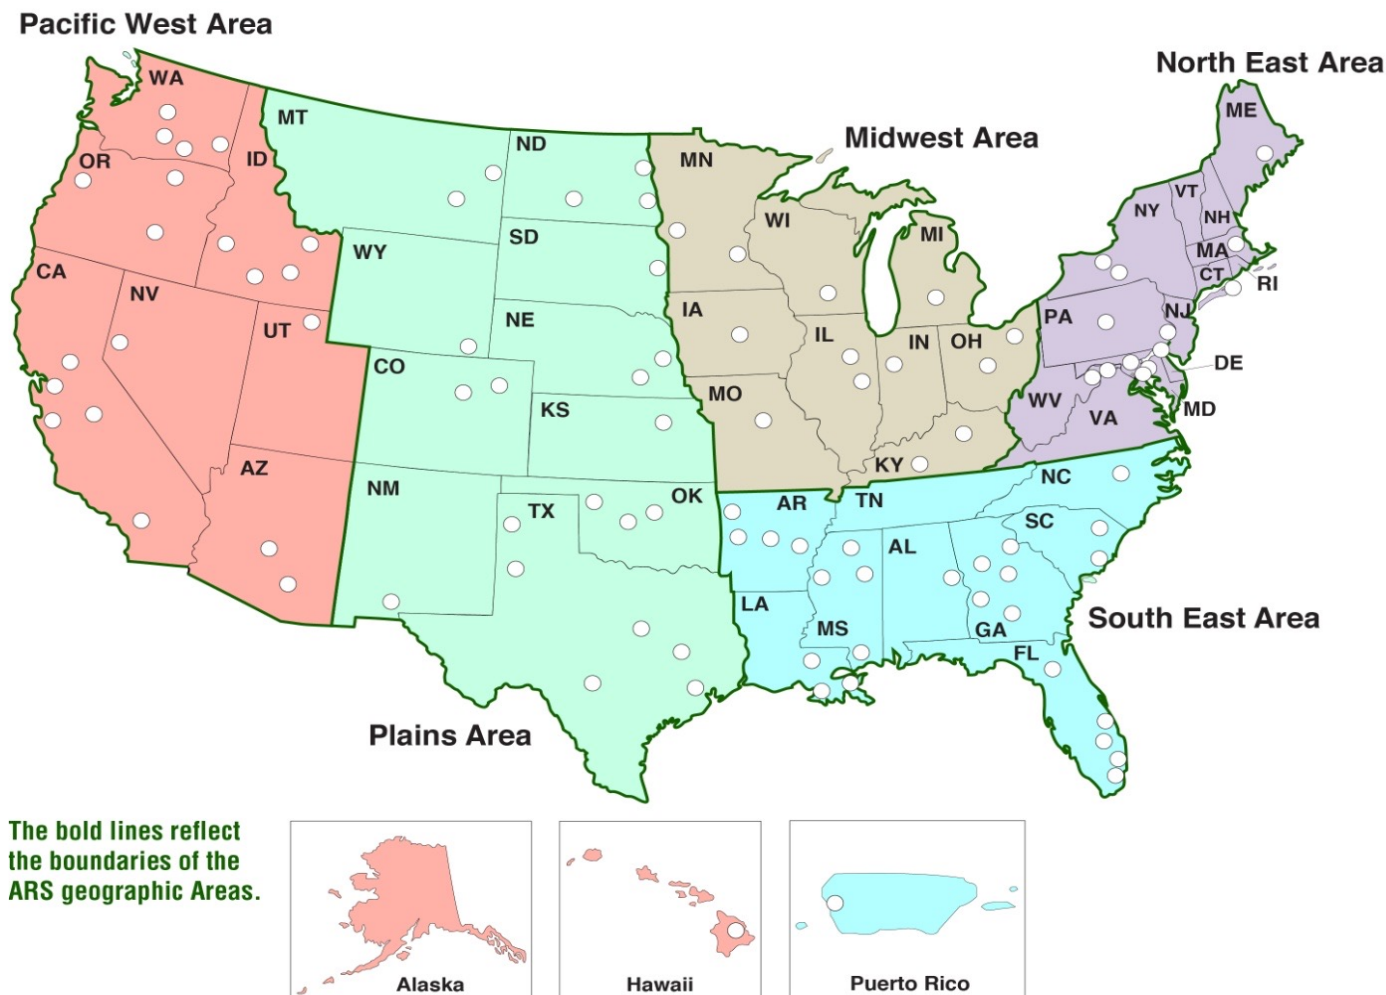 Pacific West Area
North East Area
Midwest Area
WA
MT
ND
MN
ME
OR
ID
VT
NY
NH
WI
MI
SD
WY
MA
CT
RI
CA
NV
IA
NE
UT
IL
IN
OH
PA
NJ
CO
DE
MO
WV
MD
KS
VA
AZ
KY
NC
NM
OK
AR
TN
TX
SC
AL
LA
South East Area
MS
GA
FL
Plains Area
The bold lines reflect
the boundaries of the
ARS geographic Areas.
Alaska
Hawaii
Puerto Rico